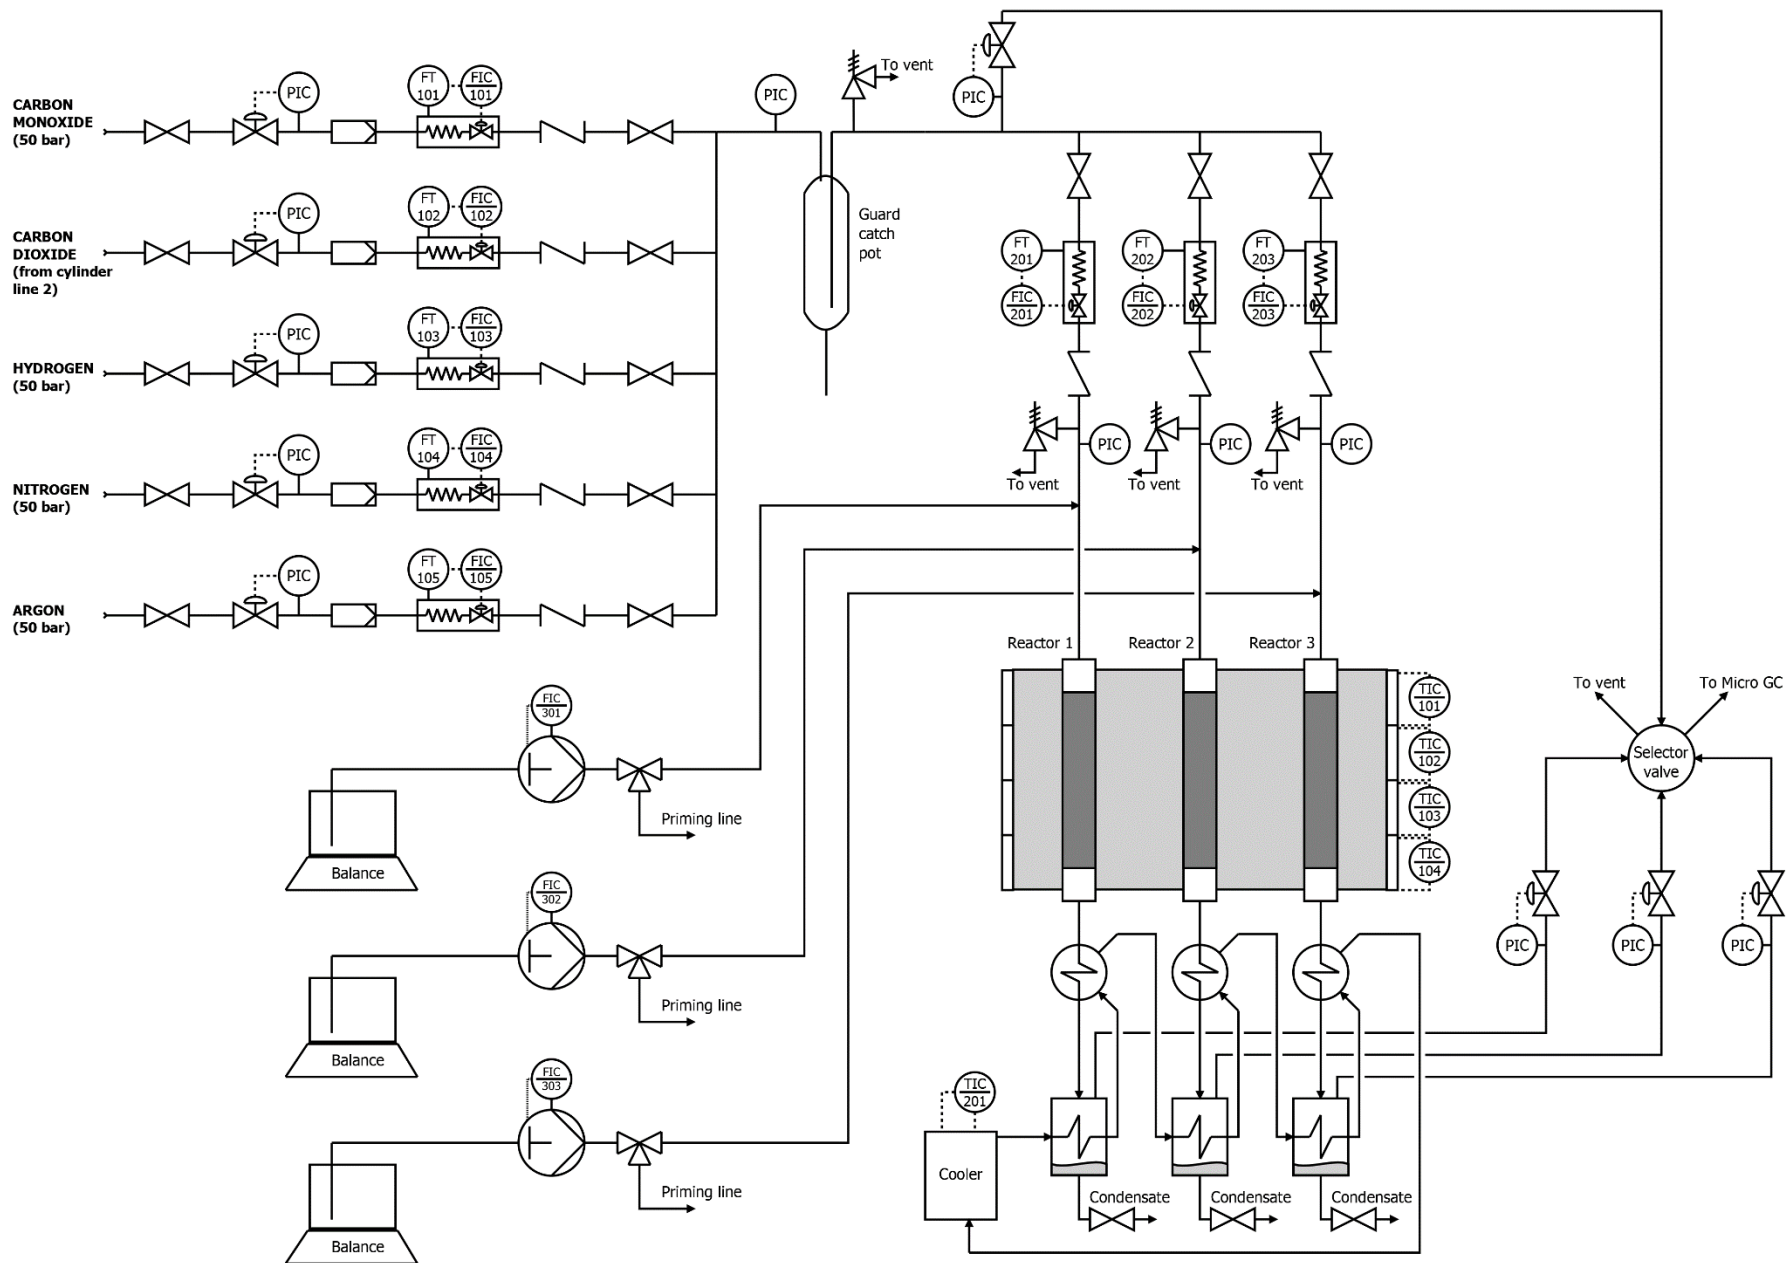 CARBON
MONOXIDE
(50 bar)
PIC
FT
101
FIC
101
PIC
To vent
PIC
CARBON
DIOXIDE
(from cylinder
line 2)
PIC
FT
102
FIC
102
Guard
catch
pot
FT
201
FT
202
FT
203
FIC
201
FIC
202
FIC
203
HYDROGEN
(50 bar)
PIC
FT
103
FIC
103
NITROGEN
(50 bar)
PIC
FT
104
FIC
104
PIC
PIC
PIC
To vent
To vent
To vent
ARGON
(50 bar)
PIC
FT
105
FIC
105
Reactor 1
Reactor 2
Reactor 3
TIC
101
TIC
102
TIC
103
TIC
104
To vent
To Micro GC
Selector
valve
FIC
301
Priming line
Balance
FIC
302
Priming line
Balance
FIC
303
Priming line
Balance
PIC
PIC
PIC
TIC
201
Cooler
Condensate
Condensate
Condensate